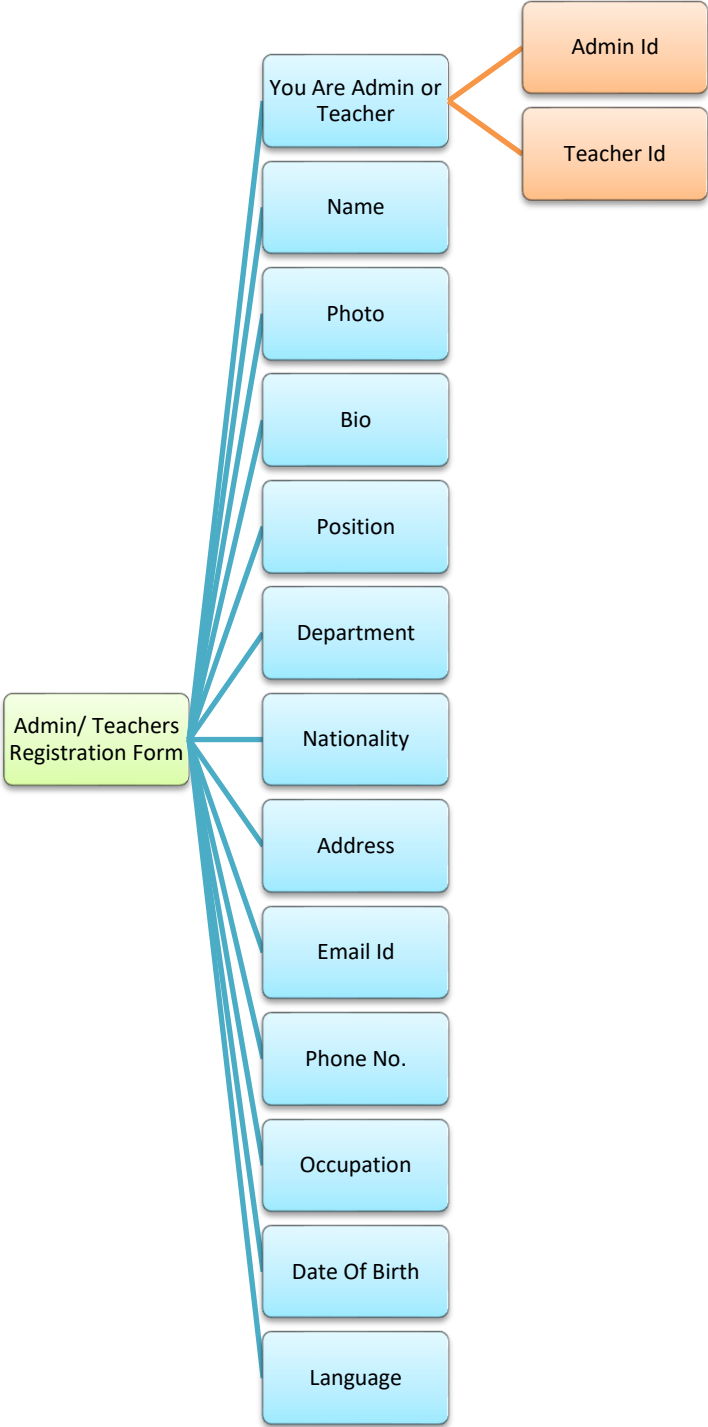 Admin/ Teachers
Registration Form
You Are Admin or
Teacher
Admin Id
Teacher Id
Name
Photo
Bio
Position
Department
Nationality
Address
Email Id
Phone No.
Occupation
Date Of Birth
Language